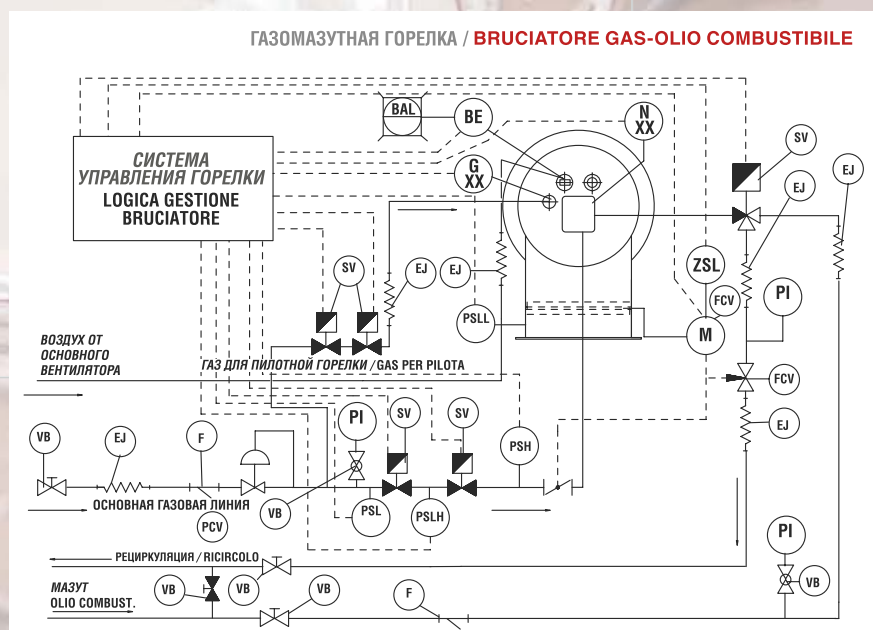 ГАЗОМАЗУТНАЯ ГОРЕЛКА / BRUCIATORE GAS-OLIO COMBUSTIBILE
BAL
BE
N
XX
СИСТЕМА
УПРАВЛЕНИЯ ГОРЕЛКИ
LOGICA GESTIONE
BRUCIATORE
G
XX
SV
EJ
EJ
SV
EJ
EJ
ZSL
FCV
PI
PSLL
M
ВОЗДУХ ОТ
ОСНОВНОГО
ВЕНТИЛЯТОРА
ГАЗ ДЛЯ ПИЛОТНОЙ ГОРЕЛКИ / GAS PER PILOTA
FCV
VB
EJ
F
PI
SV
SV
PSH
EJ
ОСНОВНАЯ ГАЗОВАЯ ЛИНИЯ
PCV
VB
PSL
PSLH
РЕЦИРКУЛЯЦИЯ / RICIRCOLO
PI
МАЗУТ
OLIO COMBUST.
VB
VB
VB
F
VB